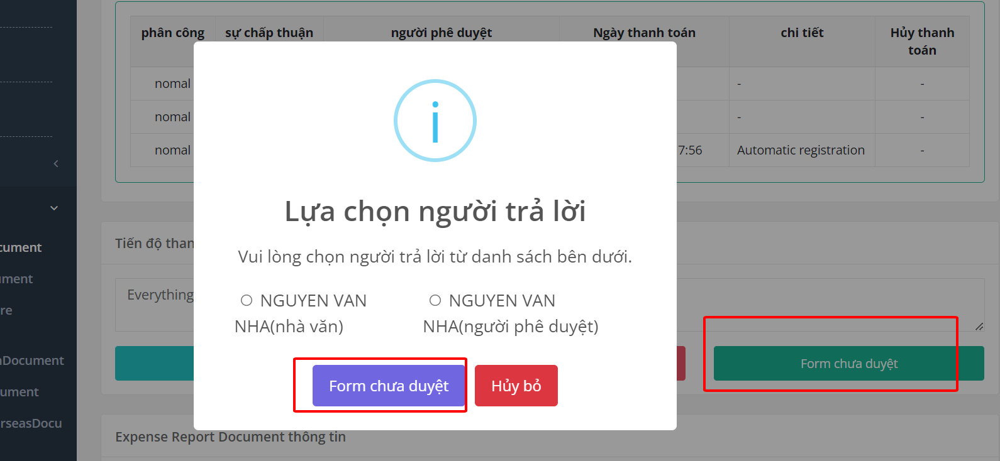 phân công sự chấp thuận người phê duyệt Ngày thanh toán chi tiết Hủy thanh
toán
nomal - -
nomal - -
nomal 7:56 Automatic registration -
i
Lựa chọn người trả lời
Tiến độ than
cument
Vui lòng chọn người trả lời từ danh sách bên dưới.
ument
Everything
NGUYEN VAN NGUYEN VAN
re
NHA(nhà văn) NHA(người phê duyệt)
Document
Form chưa duyệt
Form chưa duyệt Hủy bỏ
ument
rseasDocu
Expense Report Document thông tin